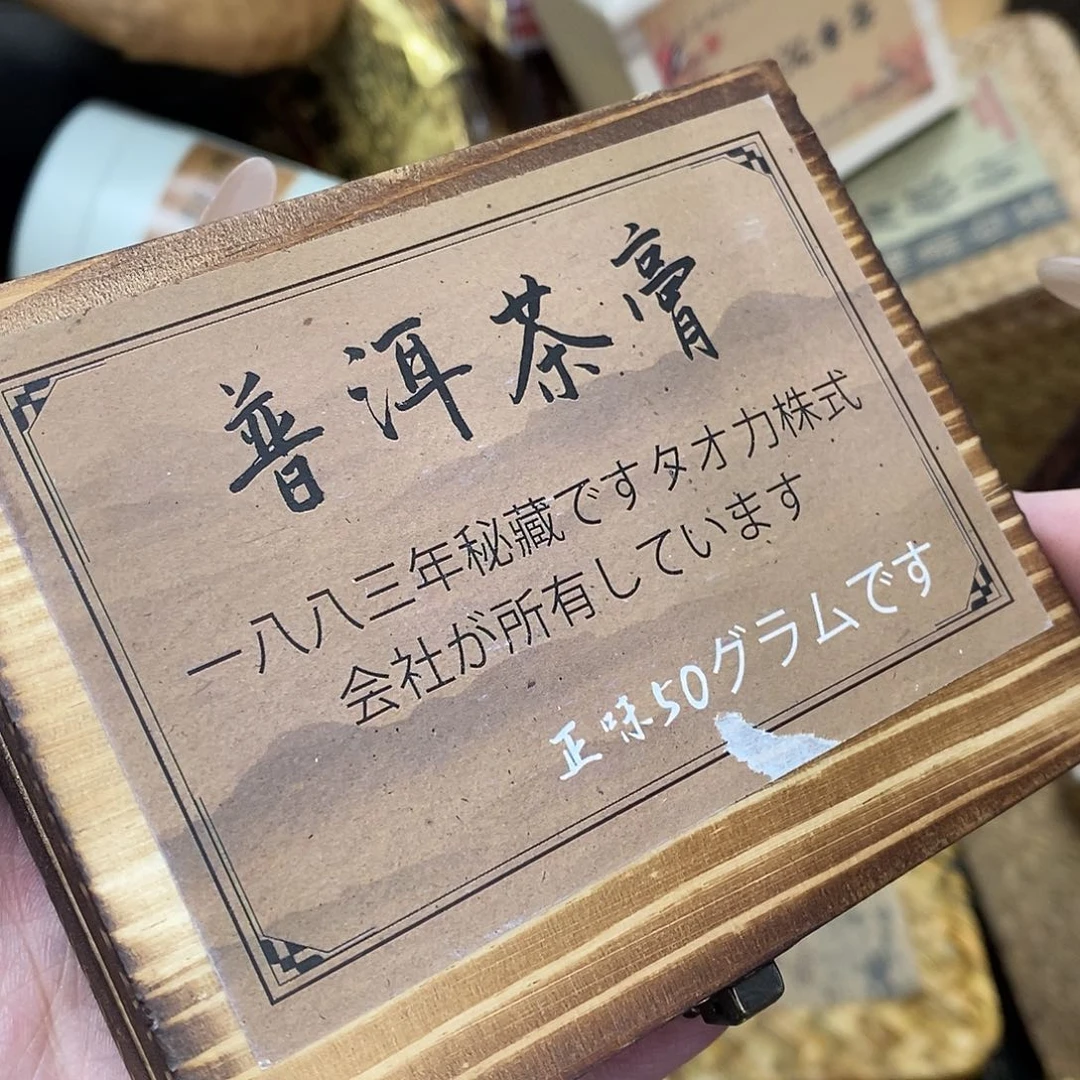 普洱茶膏
一八八三年秘藏ですタオカ株式
会社が所有しています
正味50グラムです